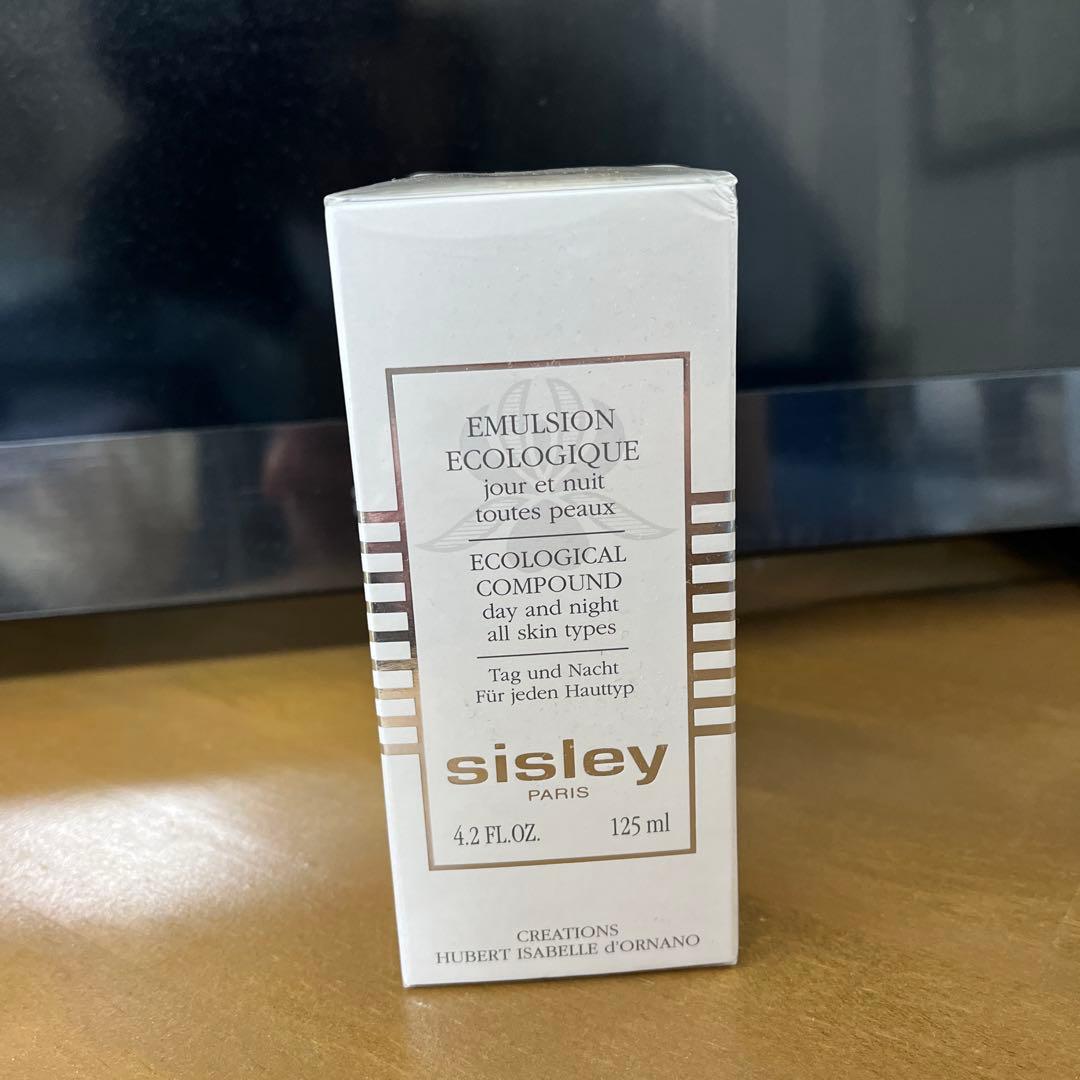 EMULSION
ECOLOGIQUE
jour et nuit
toutes peaux
ECOLOGICAL
COMPOUND
day and night
all skin types
Tag und Nacht
Für jeden Hauttyp
sisley
PARIS
4.2 FL.OZ. 125 ml
CREATIONS
HUBERT ISABELLE d'ORNANO